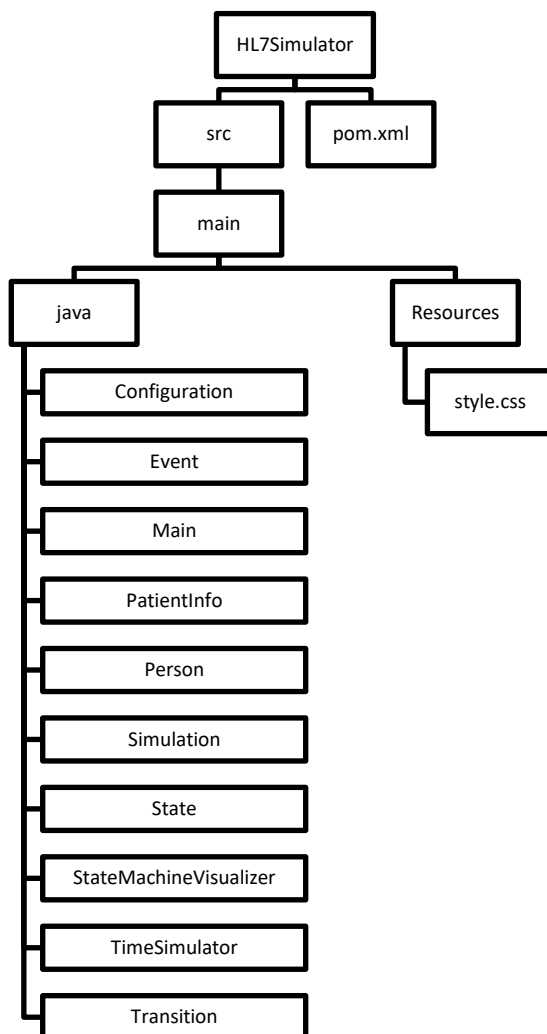 HL7Simulator
src
pom.xml
main
java
Resources
Configuration
style.css
Event
Main
PatientInfo
Person
Simulation
State
StateMachineVisualizer
TimeSimulator
Transition